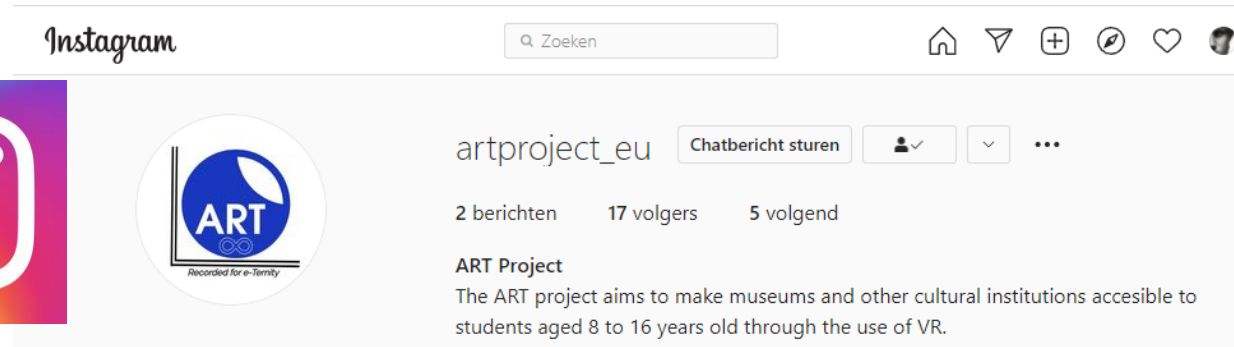 Instagram
Zoeken
artproject_eu Chatbericht sturen
2 berichten 17 volgers 5 volgend
ART
Recorded for e-Ternity
ART Project
The ART project aims to make museums and other cultural institutions accesible to
students aged 8 to 16 years old through the use of VR.